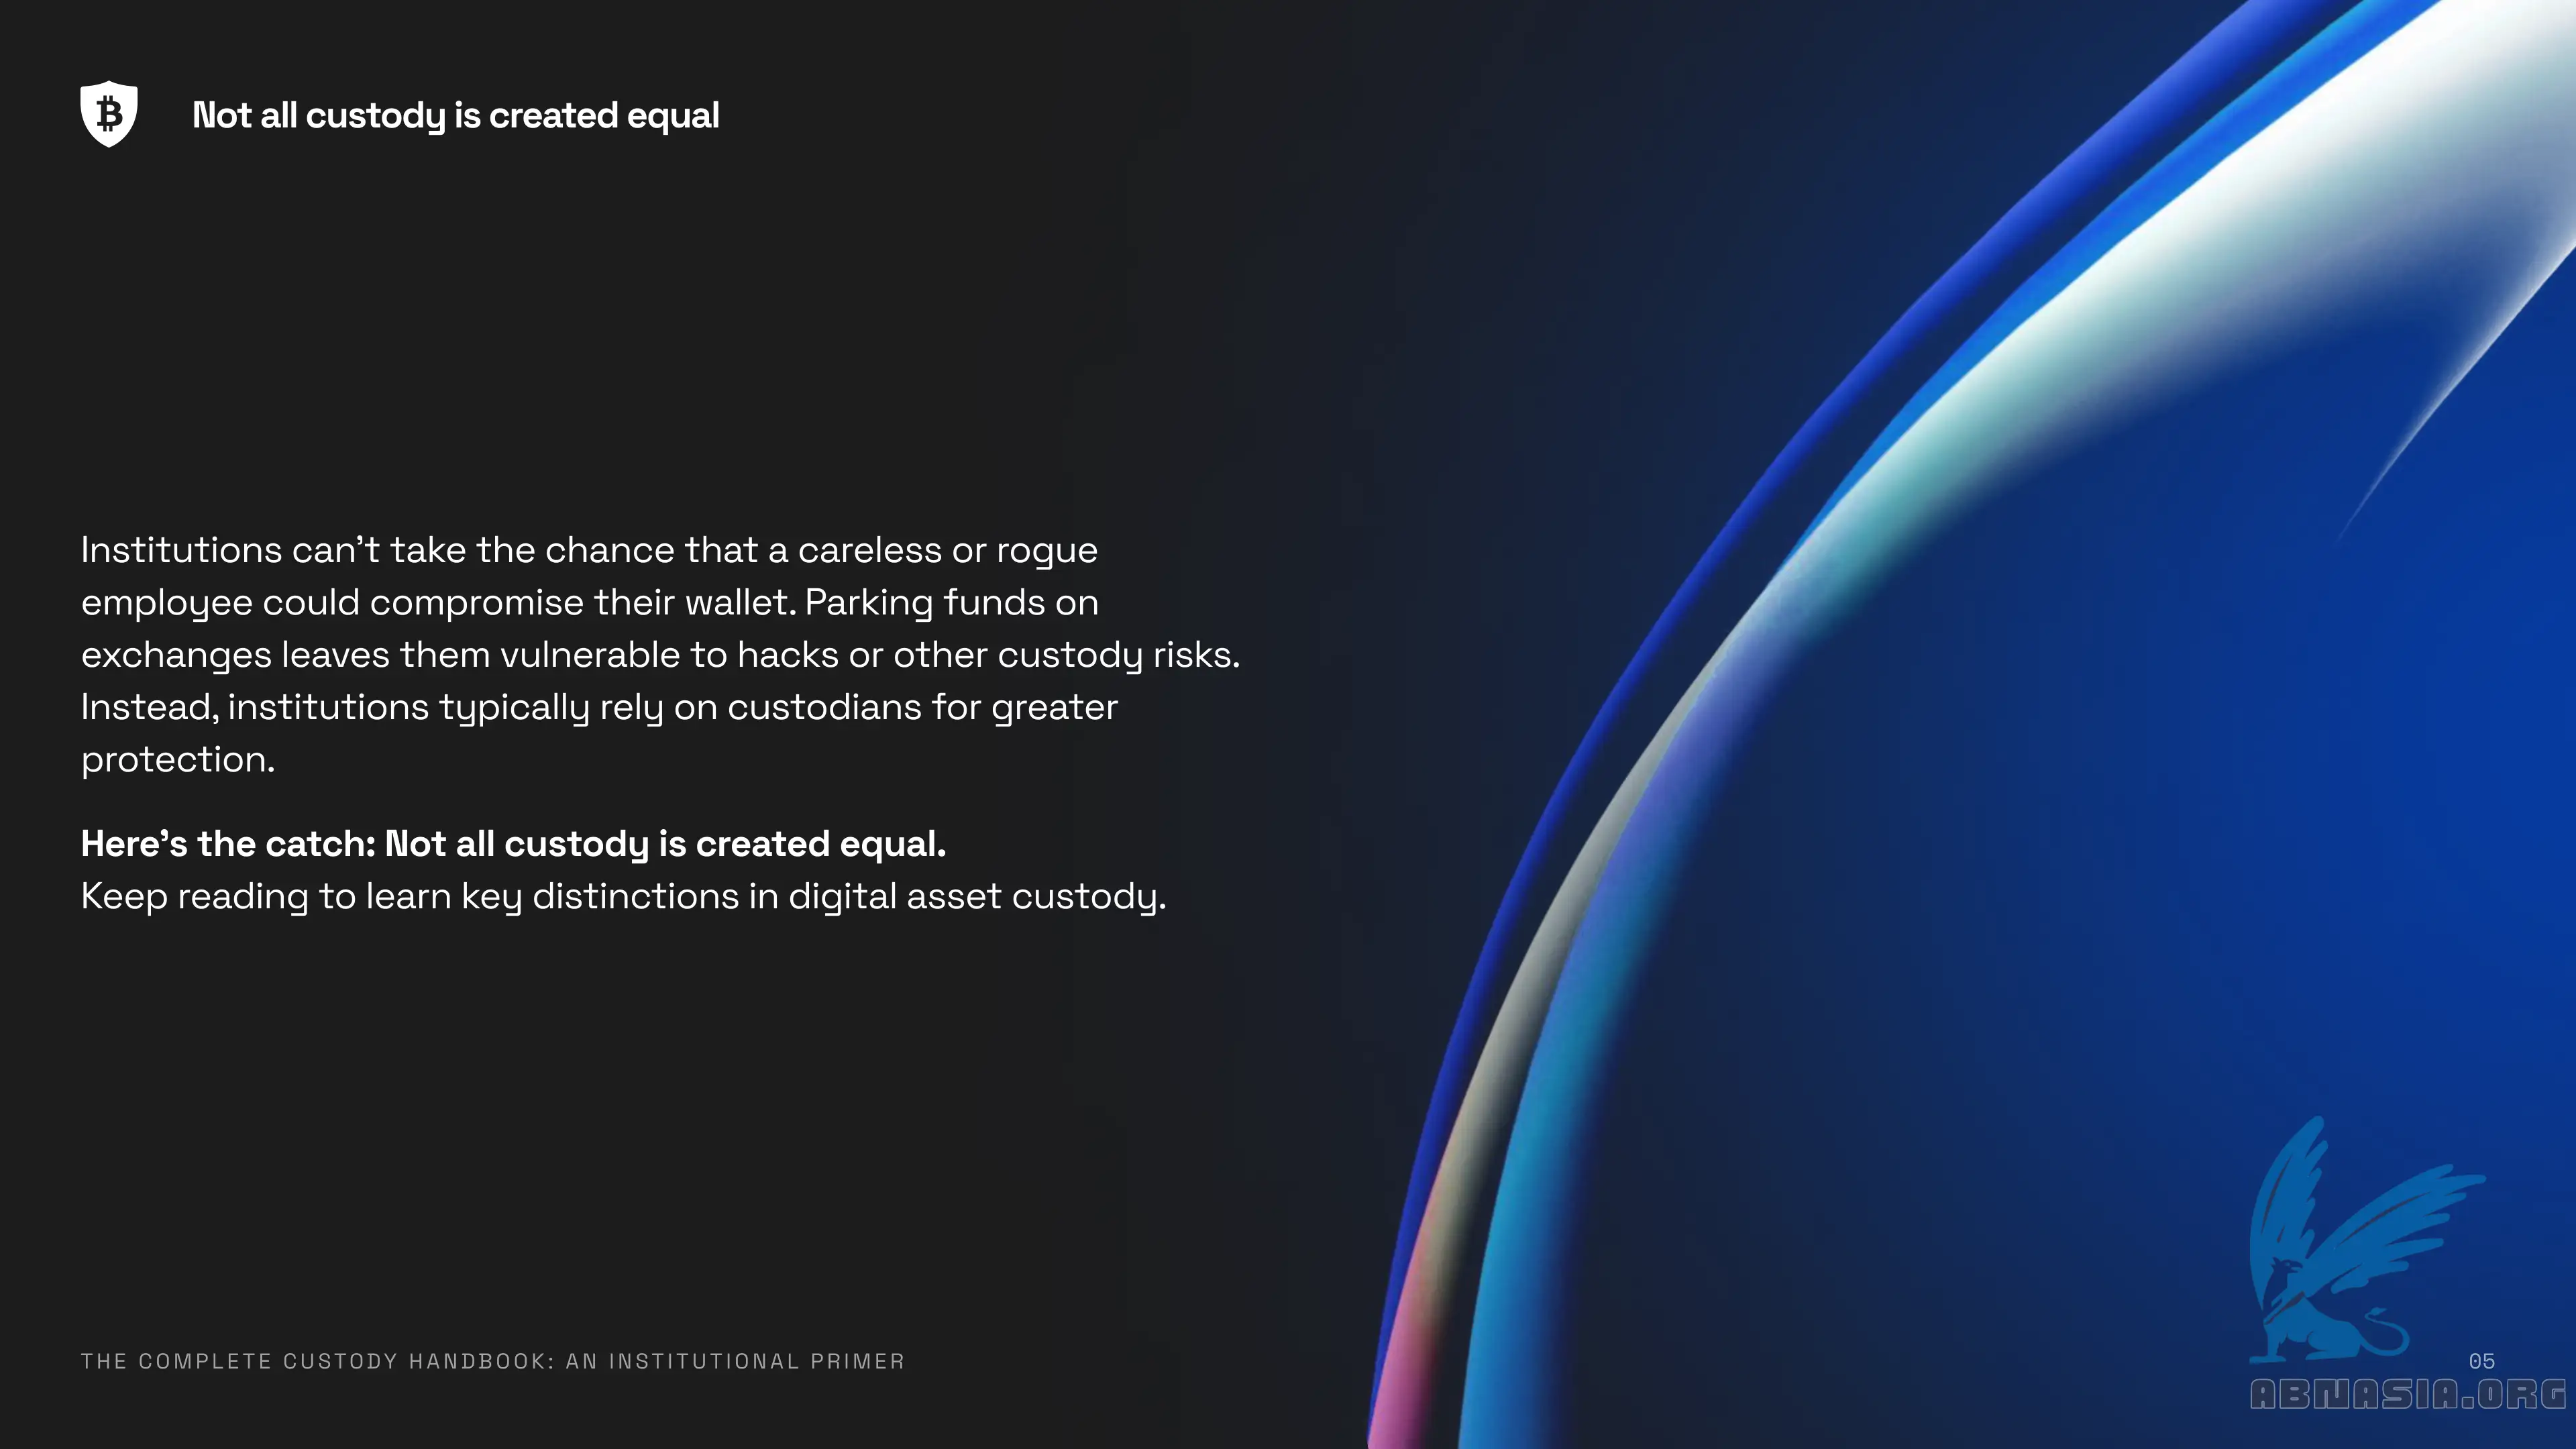 Not all custody is created equal
Institutions can’t take the chance that a careless or rogue
employee could compromise their wallet. Parking funds on
exchanges leaves them vulnerable to hacks or other custody risks.
Instead, institutions typically rely on custodians for greater
protection.
Here’s the catch: Not all custody is created equal.
Keep reading to learn key distinctions in digital asset custody.
THE COMPLETE CUSTODY HANDBOOK: AN INSTITUTIONAL PRIMER
05
ABNASIA.ORG